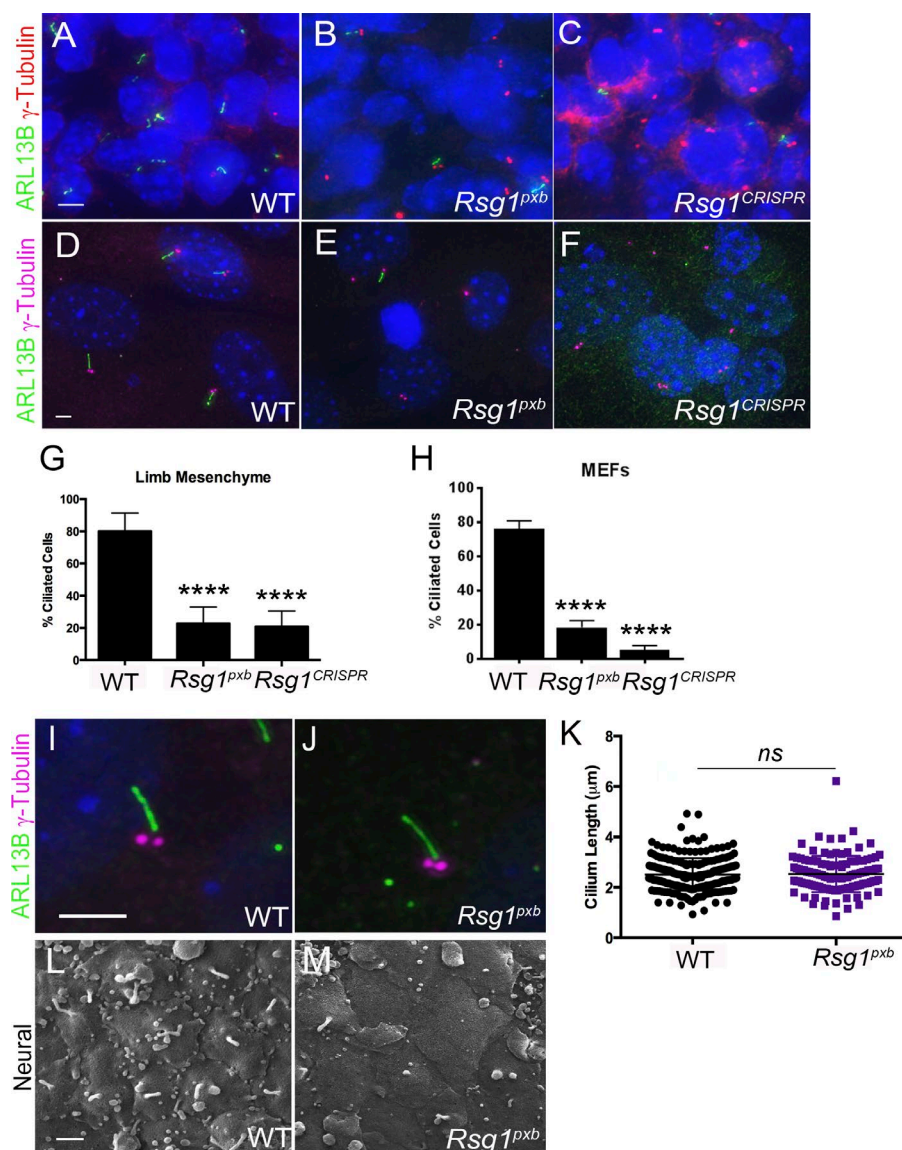 ARL13B γ-Tubulin
A
WT
B
Rsg1pxb
C
Rsg1CRISPR
ARL13B γ-Tubulin
D
WT
E
Rsg1pxb
F
Rsg1CRISPR
G
Limb Mesenchyme
% Ciliated Cells
100
80
60
40
20
0
****
****
WT
Rsg1pxb
Rsg1CRISPR
H
MEFs
% Ciliated Cells
100
80
60
40
20
0
****
****
WT
Rsg1pxb
Rsg1CRISPR
ARL13B γ-Tubulin
I
WT
J
Rsg1pxb
K
Cilium Length (μm)
8
6
4
2
0
ns
WT
Rsg1pxb
Neural
L
WT
M
Rsg1pxb